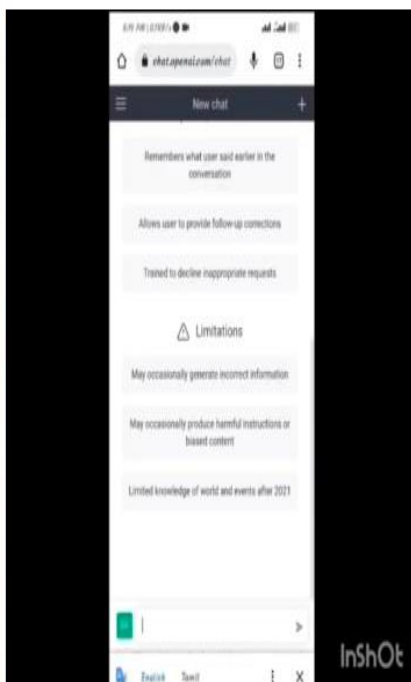 chat.openai.com/chat
New chat
Remembers what user said earlier in the
conversation
Allows user to provide follow-up corrections
Trained to decline inappropriate requests
Limitations
May occasionally generate incorrect information
May occasionally produce harmful instructions or
biased content
Limited knowledge of world and events after 2021
English Tamil
InShOt